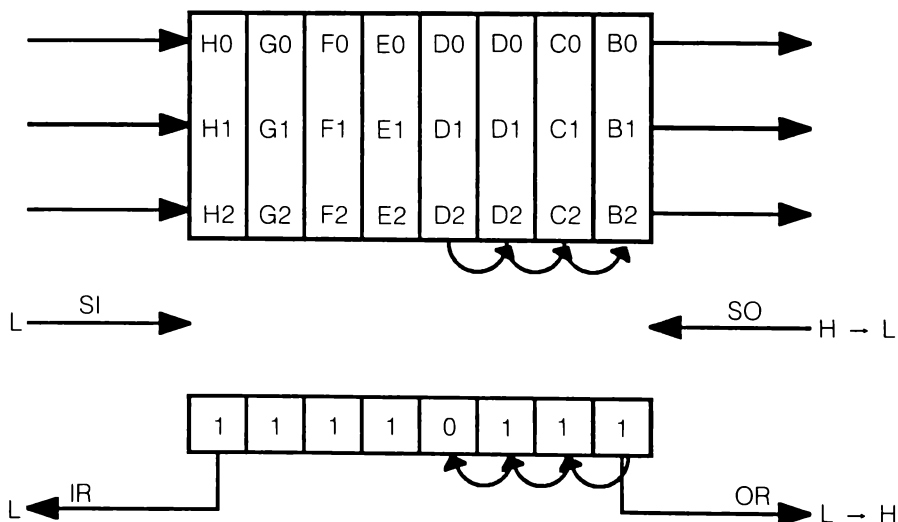 H0 G0 F0 E0 D0 D0 C0 B0
H1 G1 F1 E1 D1 D1 C1 B1
H2 G2 F2 E2 D2 D2 C2 B2
L SI SO H → L
1 1 1 1 0 1 1 1
L IR OR L → H